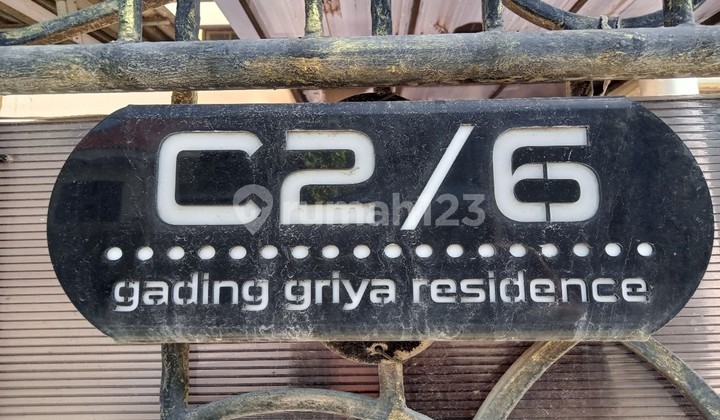 C2/6
rumah123
gading griya residence